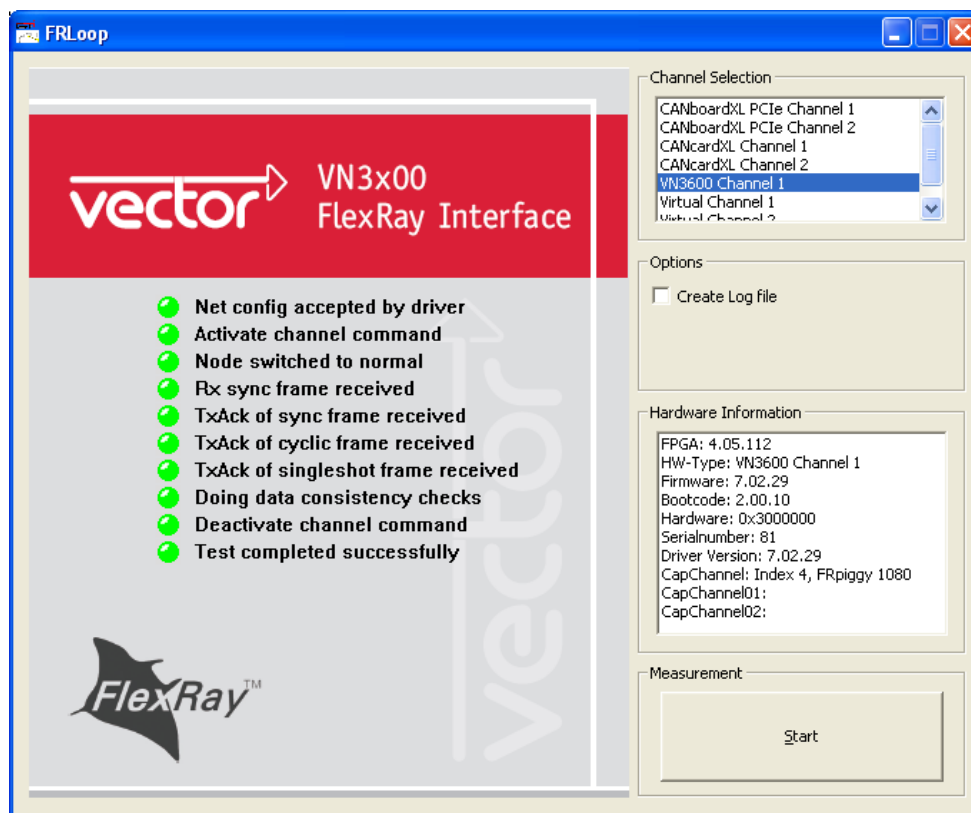 FRLoop
vector
VN3x00
FlexRay Interface
Net config accepted by driver
Activate channel command
Node switched to normal
Rx sync frame received
TxAck of sync frame received
TxAck of cyclic frame received
TxAck of singleshot frame received
Doing data consistency checks
Deactivate channel command
Test completed successfully
vector
FlexRay™
Channel Selection
CANboardXL PCIe Channel 1
CANboardXL PCIe Channel 2
CANcardXL Channel 1
CANcardXL Channel 2
VN3600 Channel 1
Virtual Channel 1
Virtual Channel 2
Options
Create Log file
Hardware Information
FPGA: 4.05.112
HW-Type: VN3600 Channel 1
Firmware: 7.02.29
Bootcode: 2.00.10
Hardware: 0x3000000
Serialnumber: 81
Driver Version: 7.02.29
CapChannel: Index 4, FRpiggy 1080
CapChannel01:
CapChannel02:
Measurement
Start